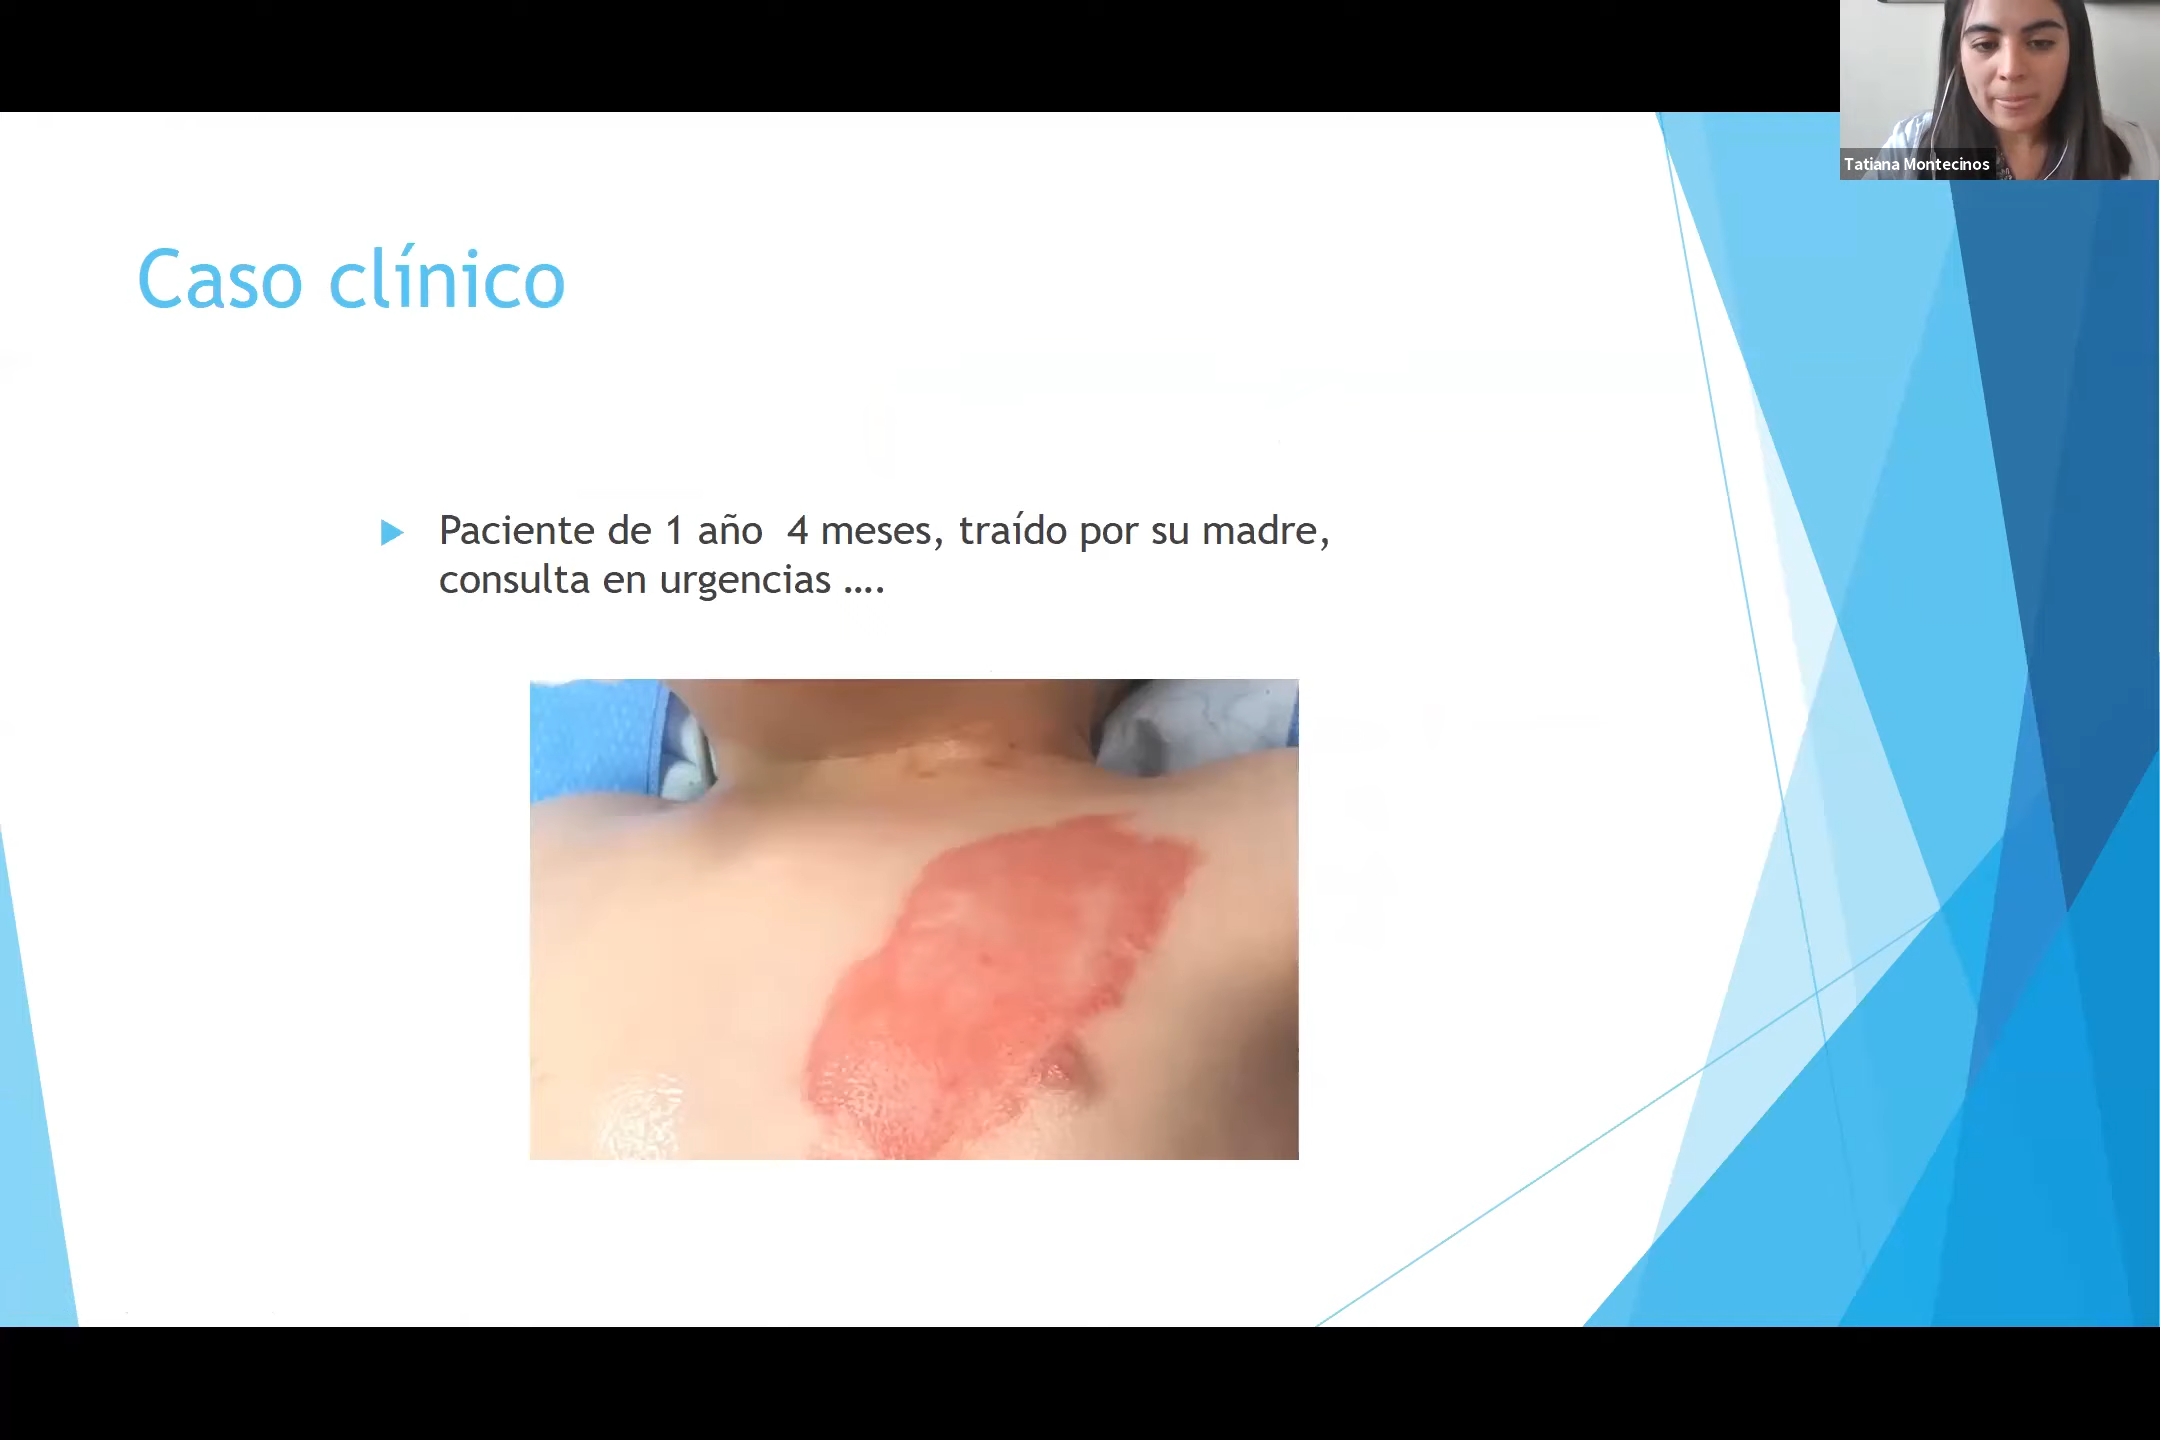 Tatiana Montecinos
Caso clínico
Paciente de 1 año  4 meses, traído por su madre,
consulta en urgencias ....